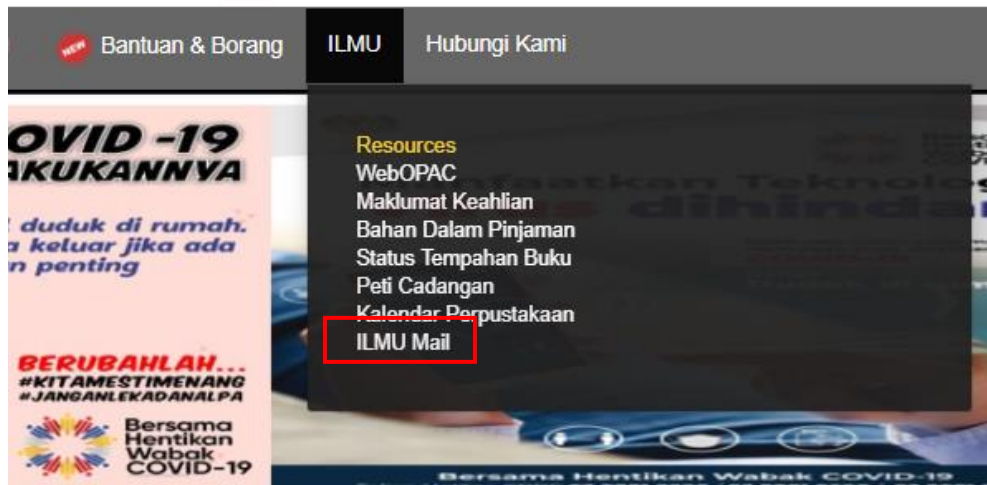 NEW Bantuan & Borang ILMU Hubungi Kami
OVID -19
AKUKANNYA
duduk di rumah.
a keluar jika ada
n penting
BERUBAHLAH...
#KITAMESTIMENANG
#JANGANLEKADANALPA
Bersama
Hentikan
Wabak
COVID-19
Resources
WebOPAC
Maklumat Keahlian
Bahan Dalam Pinjaman
Status Tempahan Buku
Peti Cadangan
Kalendar Perpustakaan
ILMU Mail
Bersama Hentikan Wabak COVID-19